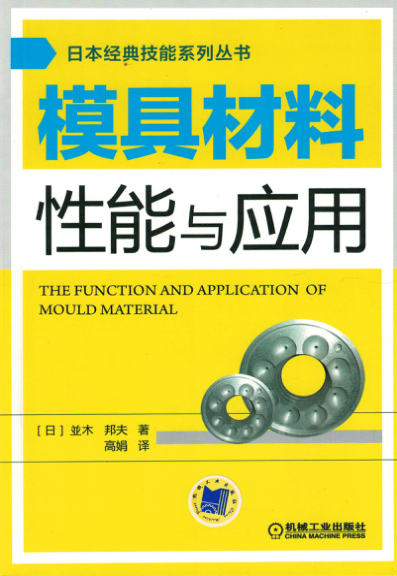 日本经典技能系列丛书
模具材料
性能与应用
THE FUNCTION AND APPLICATION OF
MOULD MATERIAL
[日] 並木 邦夫 著
高娟 译
机械工业出版社
CHINA MACHINE PRESS